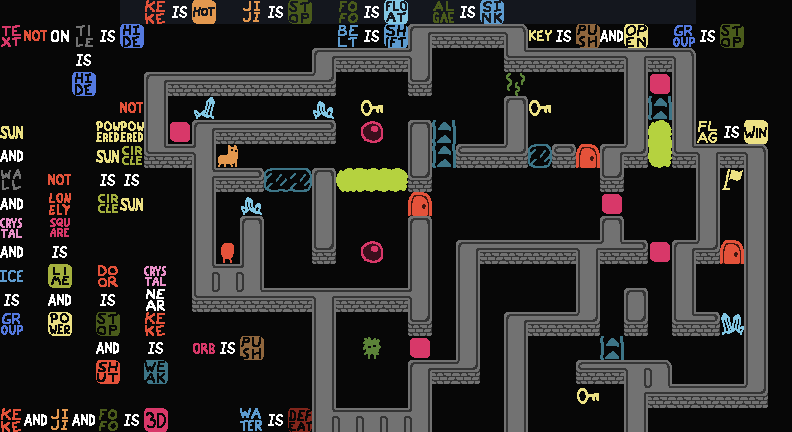 KEKE IS HOT JIJI IS STOP FOFO IS FLOAT ALGAE IS SINK
TEXT NOT ON TILE IS HIDE BELT IS SHIFT KEY IS PUSH AND OPEN GROUP IS STOP
IS
HIDE
NOT
SUN POWERED POWERED FLAG IS WIN
AND SUN CIRCLE
WALL NOT IS IS
AND LONELY CIRCLE SUN
CRYSTAL SQUARE
AND IS
ICE LIME DOOR CRYSTAL
IS AND IS NEAR
GROUP POWER STOP KEKE
AND IS ORB IS PUSH
SHUT WEAK
KEKE AND JIJI AND FOFO IS 3D WATER IS DEFEAT